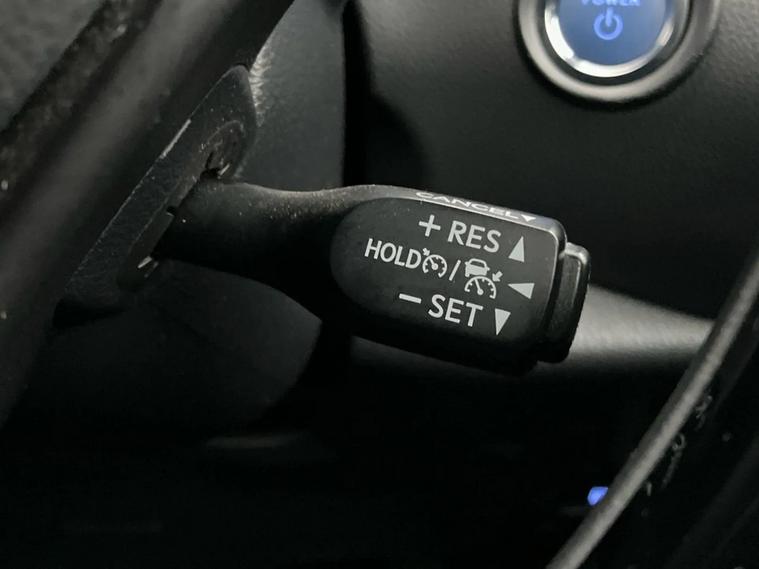 POWER
CANCEL▼
+ RES ▲
HOLD / ◀
− SET ▼